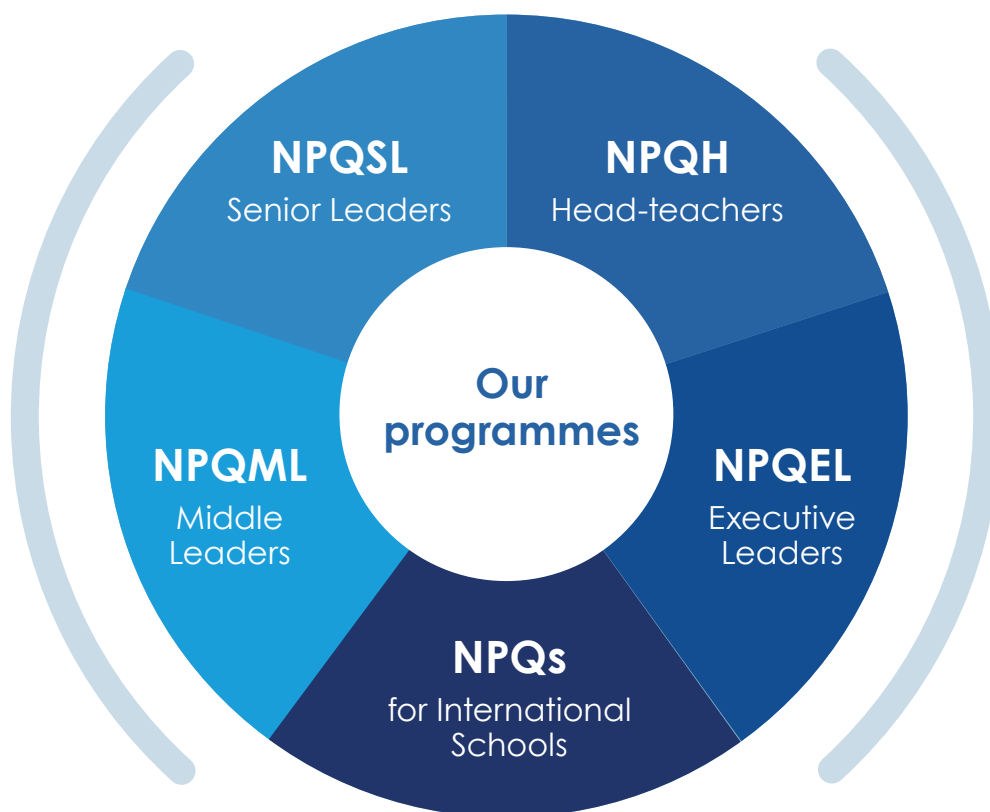 NPQSL
Senior Leaders
NPQH
Head-teachers
Our
programmes
NPQML
Middle
Leaders
NPQEL
Executive
Leaders
NPQs
for International
Schools